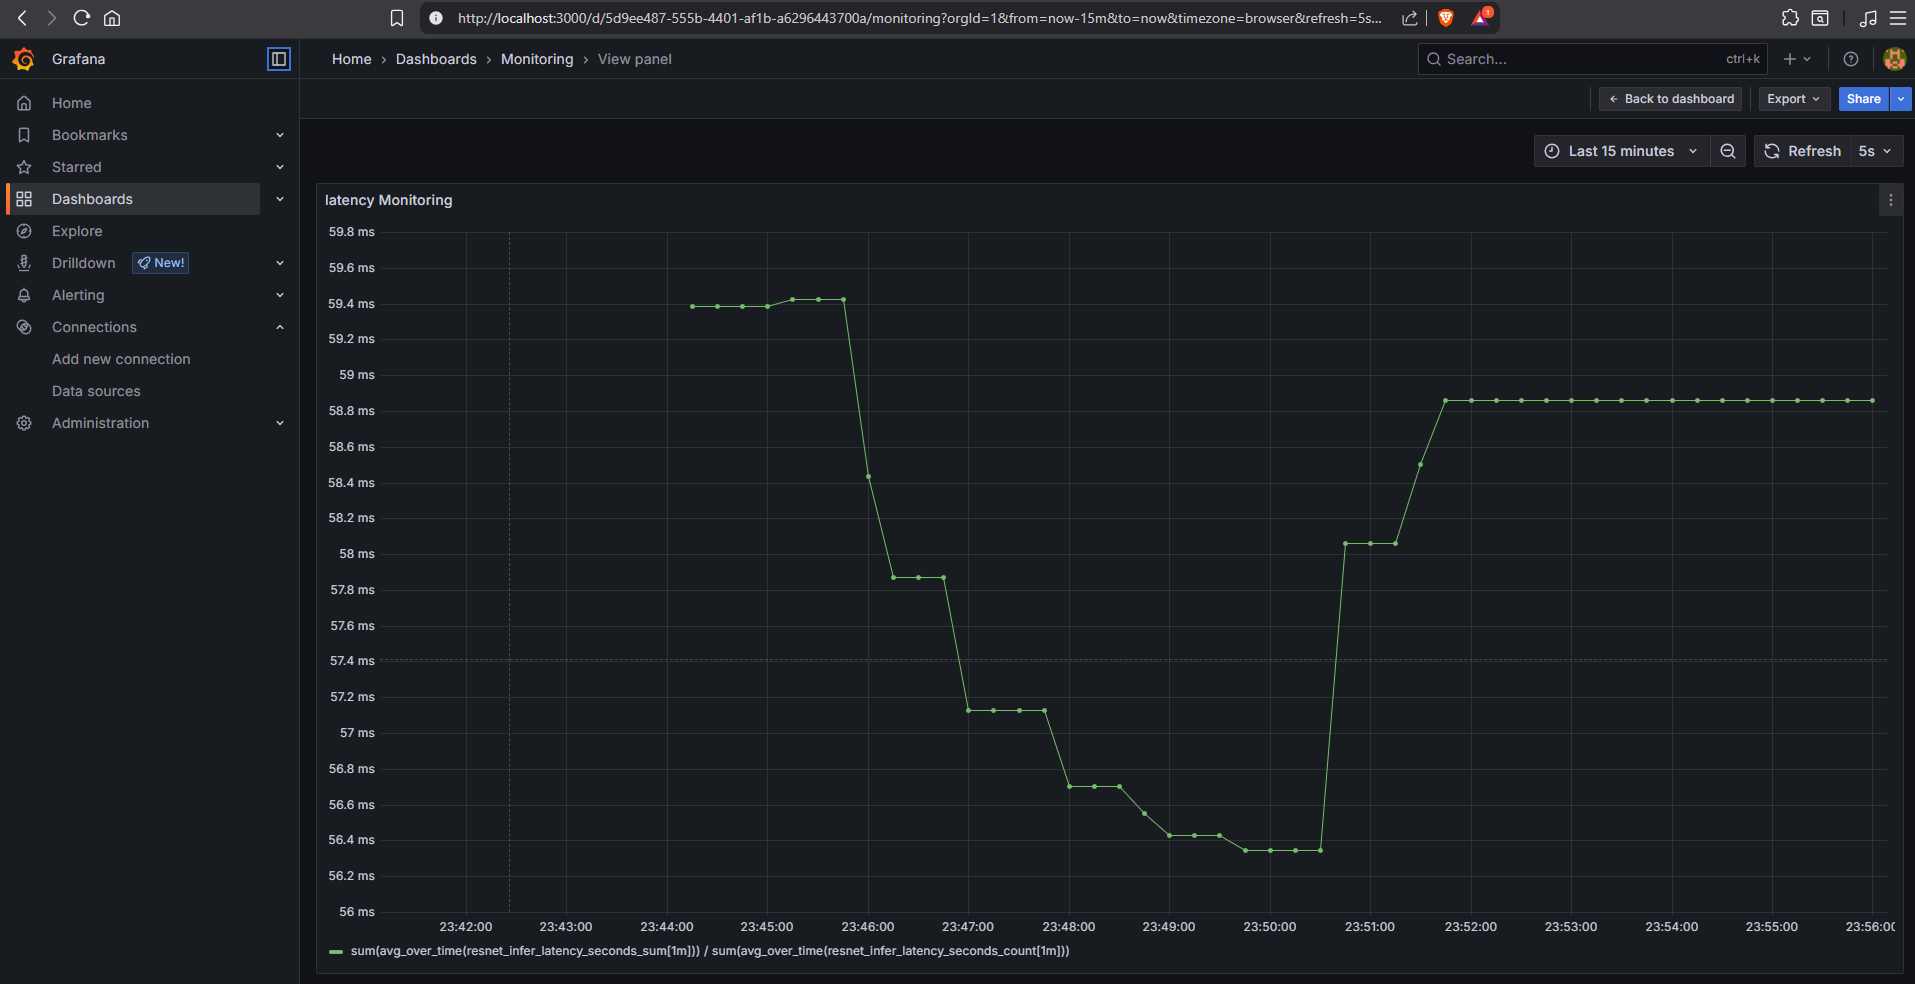 http://localhost:3000/d/5d9ee487-555b-4401-af1b-a6296443700a/monitoring?orgId=1&from=now-15m&to=now&timezone=browser&refresh=5s...
1
Grafana
Home › Dashboards › Monitoring › View panel
Search...
ctrl+k
Back to dashboard
Export
Share
Home
Bookmarks
Starred
Dashboards
Explore
Drilldown
New!
Alerting
Connections
Add new connection
Data sources
Administration
Last 15 minutes
Refresh
5s
latency Monitoring
59.8 ms
59.6 ms
59.4 ms
59.2 ms
59 ms
58.8 ms
58.6 ms
58.4 ms
58.2 ms
58 ms
57.8 ms
57.6 ms
57.4 ms
57.2 ms
57 ms
56.8 ms
56.6 ms
56.4 ms
56.2 ms
56 ms
23:42:00 23:43:00 23:44:00 23:45:00 23:46:00 23:47:00 23:48:00 23:49:00 23:50:00 23:51:00 23:52:00 23:53:00 23:54:00 23:55:00 23:56:00
sum(avg_over_time(resnet_infer_latency_seconds_sum[1m])) / sum(avg_over_time(resnet_infer_latency_seconds_count[1m]))